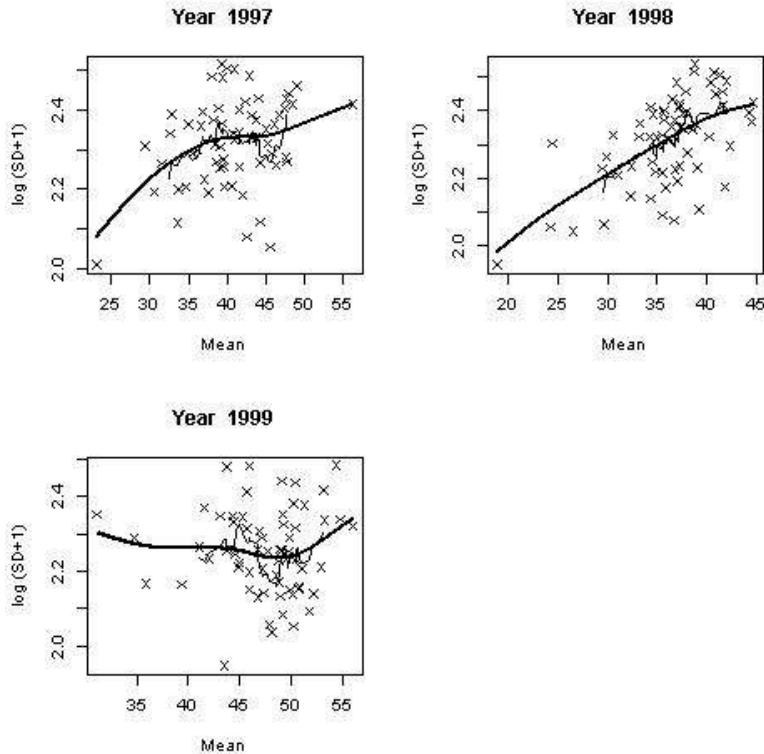 Year 1997
log (SD+1)
2.4
2.2
2.0
25 30 35 40 45 50 55
Mean
Year 1998
log (SD+1)
2.4
2.2
2.0
20 25 30 35 40 45
Mean
Year 1999
log (SD+1)
2.4
2.2
2.0
35 40 45 50 55
Mean